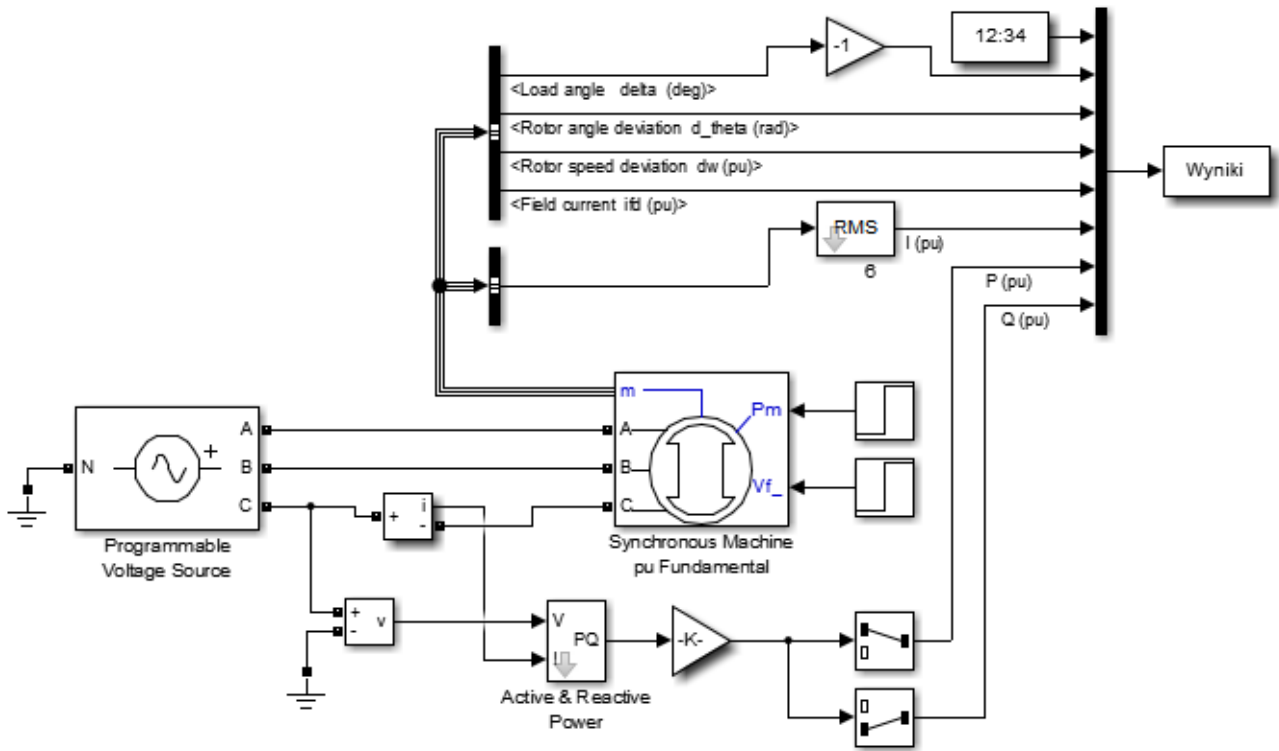 12:34
-1
<Load angle delta (deg)>
<Rotor angle deviation d_theta (rad)>
<Rotor speed deviation dw (pu)>
<Field current ifd (pu)>
Wyniki
RMS
I (pu)
6
P (pu)
Q (pu)
m
Pm
A
A
N
+
B
B
Vf_
C
+
i
-
C
Programmable
Voltage Source
Synchronous Machine
pu Fundamental
+
-
v
V
PQ
I
-K-
Active & Reactive
Power